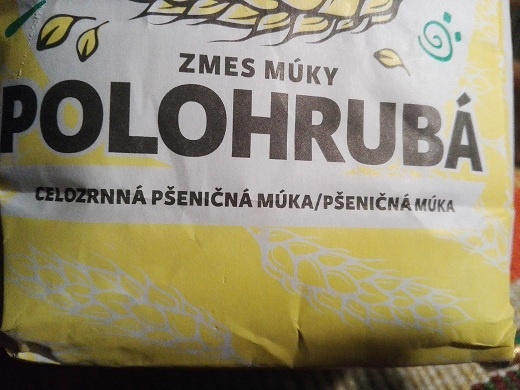 ZMES MÚKY
POLOHRUBÁ
CELOZRNNÁ PŠENIČNÁ MÚKA/PŠENIČNÁ MÚKA